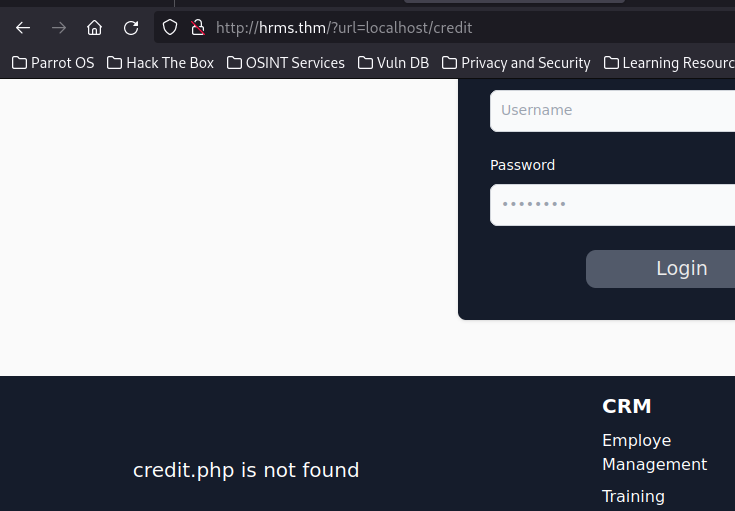 http://hrms.thm/?url=localhost/credit
Parrot OS Hack The Box OSINT Services Vuln DB Privacy and Security Learning Resourc
Username
Password
Login
CRM
Employe
Management
credit.php is not found
Training